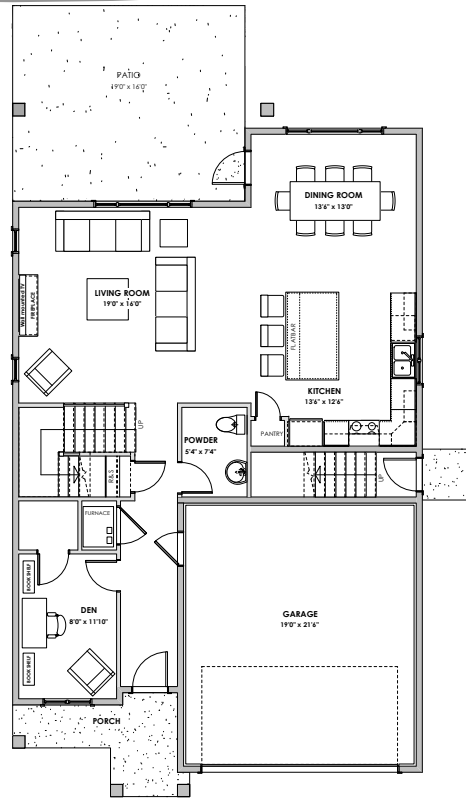 PATIO
19'0" x 16'0"
DINING ROOM
13'6" x 13'0"
LIVING ROOM
19'0" x 16'0"
Wall mounted TV
FIREPLACE
FLATBAR
KITCHEN
13'6" x 12'6"
UP
POWDER
5'4" x 7'4"
PANTRY
R&S
UP
FURNACE
BOOK SHELF
DEN
8'0" x 11'10"
BOOK SHELF
GARAGE
19'0" x 21'6"
PORCH